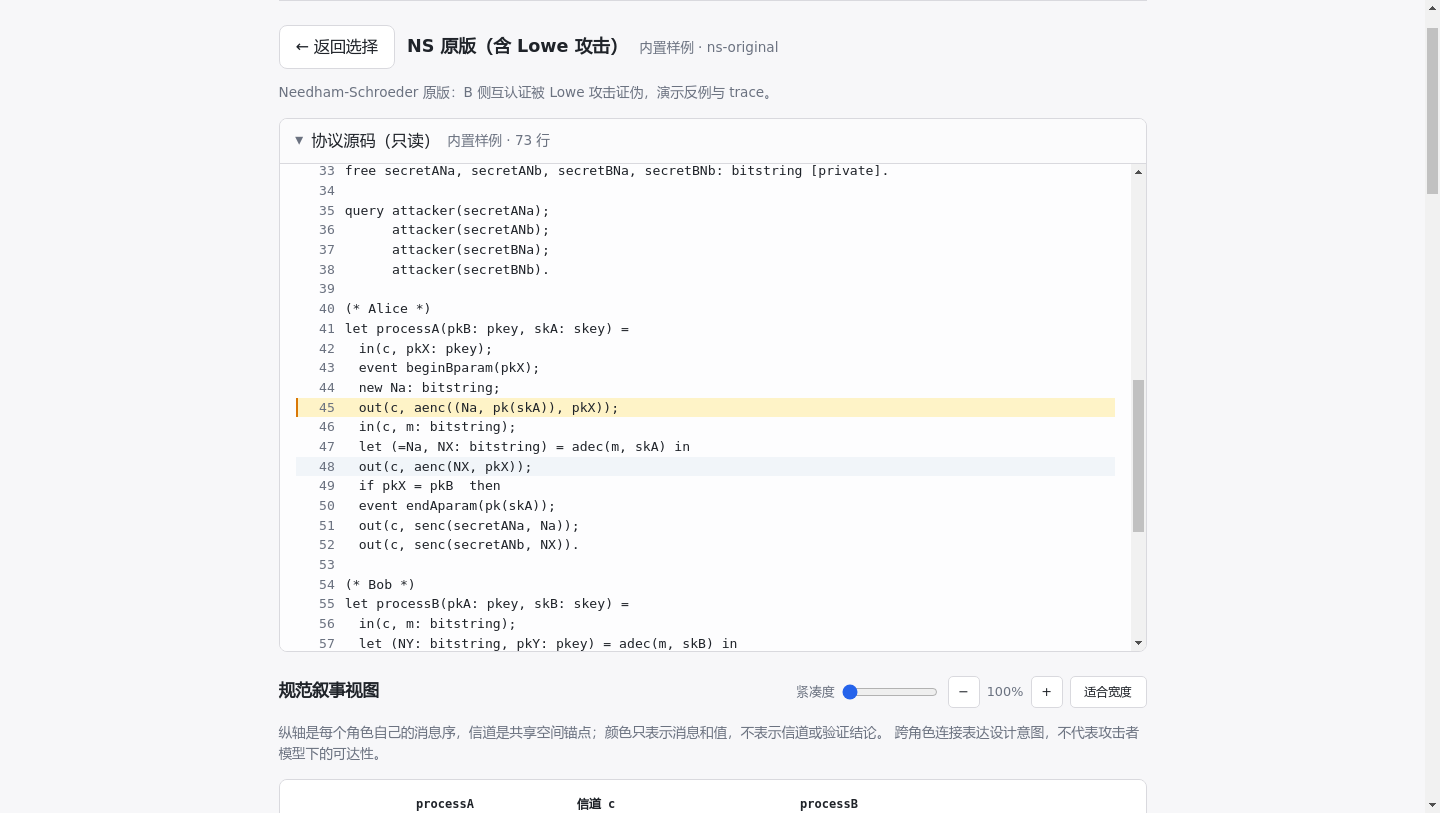 ← 返回选择 NS 原版（含 Lowe 攻击） 内置样例 · ns-original
Needham-Schroeder 原版：B 侧互认证被 Lowe 攻击证伪，演示反例与 trace。
▼ 协议源码（只读） 内置样例 · 73 行
33 free secretANa, secretANb, secretBNa, secretBNb: bitstring [private].
34
35 query attacker(secretANa);
36       attacker(secretANb);
37       attacker(secretBNa);
38       attacker(secretBNb).
39
40 (* Alice *)
41 let processA(pkB: pkey, skA: skey) =
42   in(c, pkX: pkey);
43   event beginBparam(pkX);
44   new Na: bitstring;
45   out(c, aenc((Na, pk(skA)), pkX));
46   in(c, m: bitstring);
47   let (=Na, NX: bitstring) = adec(m, skA) in
48   out(c, aenc(NX, pkX));
49   if pkX = pkB  then
50   event endAparam(pk(skA));
51   out(c, senc(secretANa, Na));
52   out(c, senc(secretANb, NX)).
53
54 (* Bob *)
55 let processB(pkA: pkey, skB: skey) =
56   in(c, m: bitstring);
57   let (NY: bitstring, pkY: pkey) = adec(m, skB) in
规范叙事视图 紧凑度 − 100% + 适合宽度
纵轴是每个角色自己的消息序，信道是共享空间锚点；颜色只表示消息和值，不表示信道或验证结论。 跨角色连接表达设计意图，不代表攻击者
模型下的可达性。
processA 信道 c processB